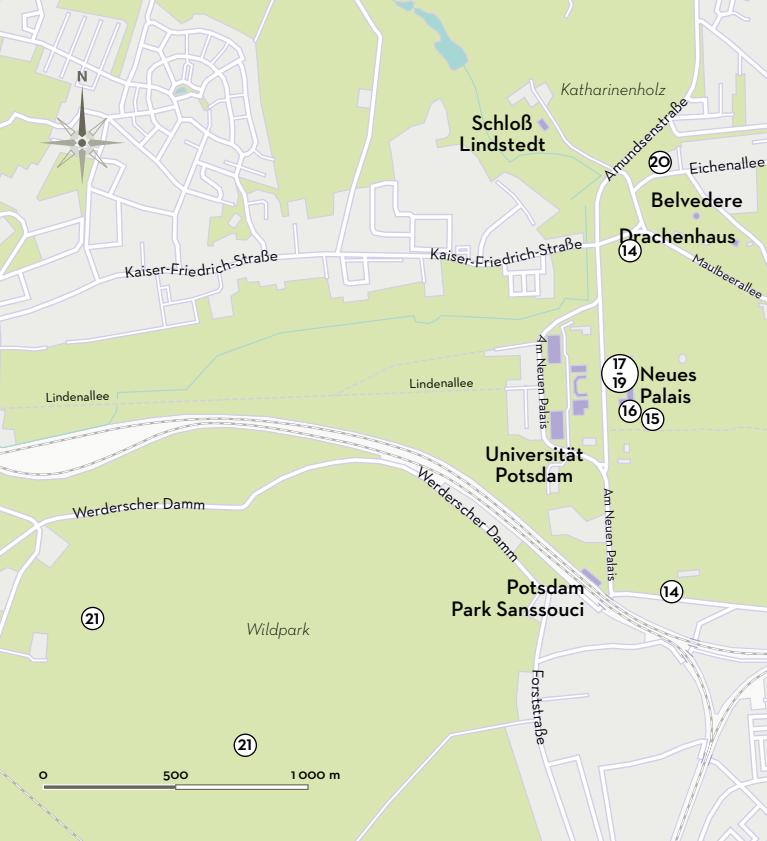 N
Katharinenholz
Schloß
Lindstedt
Amundsenstraße
20
Eichenallee
Belvedere
Drachenhaus
14
Kaiser-Friedrich-Straße
Kaiser-Friedrich-Straße
Maulbeerallee
Am Neuen Palais
17
-
19
Neues
Palais
16
15
Lindenallee
Lindenallee
Universität
Potsdam
Werderscher Damm
Werderscher Damm
Am Neuen Palais
Potsdam
Park Sanssouci
14
21
Wildpark
Forststraße
21
0 500 1 000 m